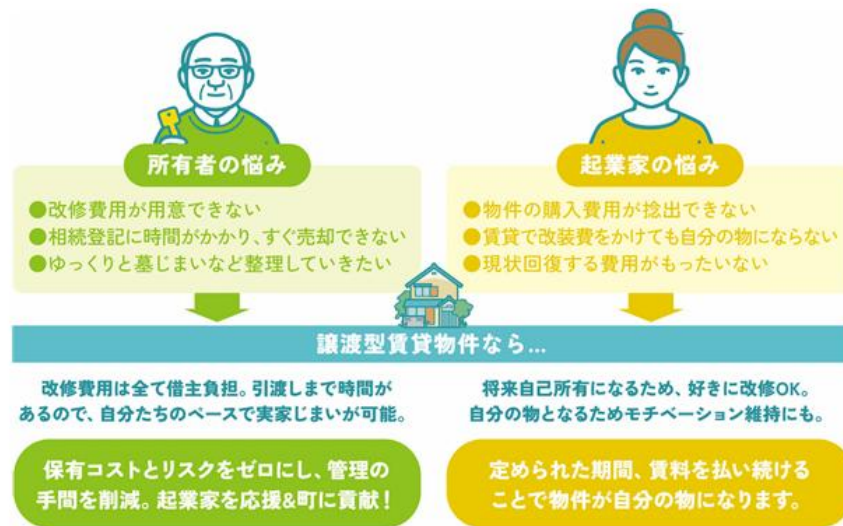 所有者の悩み
●改修費用が用意できない
●相続登記に時間がかかり、すぐ売却できない
●ゆっくりと墓じまいなど整理していきたい
起業家の悩み
●物件の購入費用が捻出できない
●賃貸で改装費をかけても自分の物にならない
●現状回復する費用がもったいない
譲渡型賃貸物件なら…
改修費用は全て借主負担。引渡しまで時間が
あるので、自分たちのペースで実家じまいが可能。
保有コストとリスクをゼロにし、管理の
手間を削減。起業家を応援&町に貢献!
将来自己所有になるため、好きに改修OK。
自分の物となるためモチベーション維持にも。
定められた期間、賃料を払い続ける
ことで物件が自分の物になります。